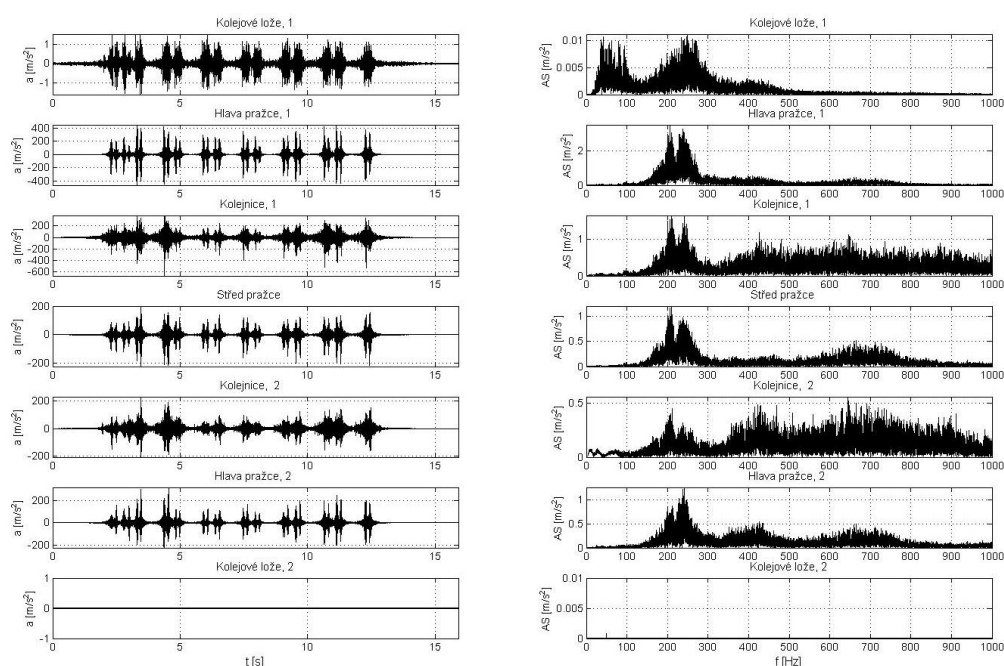 Kolejové lože, 1
a [m/s²]
1
0
-1
0 5 10 15
Hlava pražce, 1
a [m/s²]
400
200
0
-200
-400
0 5 10 15
Kolejnice, 1
a [m/s²]
200
0
-200
-400
-600
0 5 10 15
Střed pražce
a [m/s²]
200
0
-200
0 5 10 15
Kolejnice, 2
a [m/s²]
200
0
-200
0 5 10 15
Hlava pražce, 2
a [m/s²]
200
0
-200
0 5 10 15
Kolejové lože, 2
a [m/s²]
1
0
-1
0 5 10 15
t [s]
Kolejové lože, 1
AS [m/s²]
0.01
0.005
0
0 100 200 300 400 500 600 700 800 900 1000
Hlava pražce, 1
AS [m/s²]
2
0
0 100 200 300 400 500 600 700 800 900 1000
Kolejnice, 1
AS [m/s²]
1
0
0 100 200 300 400 500 600 700 800 900 1000
Střed pražce
AS [m/s²]
1
0.5
0
0 100 200 300 400 500 600 700 800 900 1000
Kolejnice, 2
AS [m/s²]
0.5
0
0 100 200 300 400 500 600 700 800 900 1000
Hlava pražce, 2
AS [m/s²]
1
0.5
0
0 100 200 300 400 500 600 700 800 900 1000
Kolejové lože, 2
AS [m/s²]
0.01
0.005
0
0 100 200 300 400 500 600 700 800 900 1000
f [Hz]